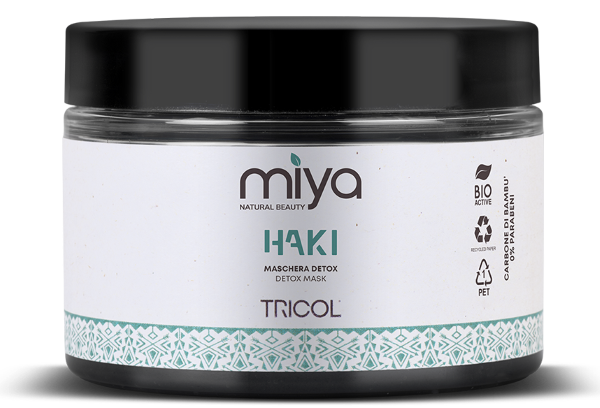 miya
NATURAL BEAUTY
HAKI
MASCHERA DETOX
DETOX MASK
TRICOL
BIO
ACTIVE
RECYCLED PAPER
1
PET
CARBONE DI BAMBU'
0% PARABENI